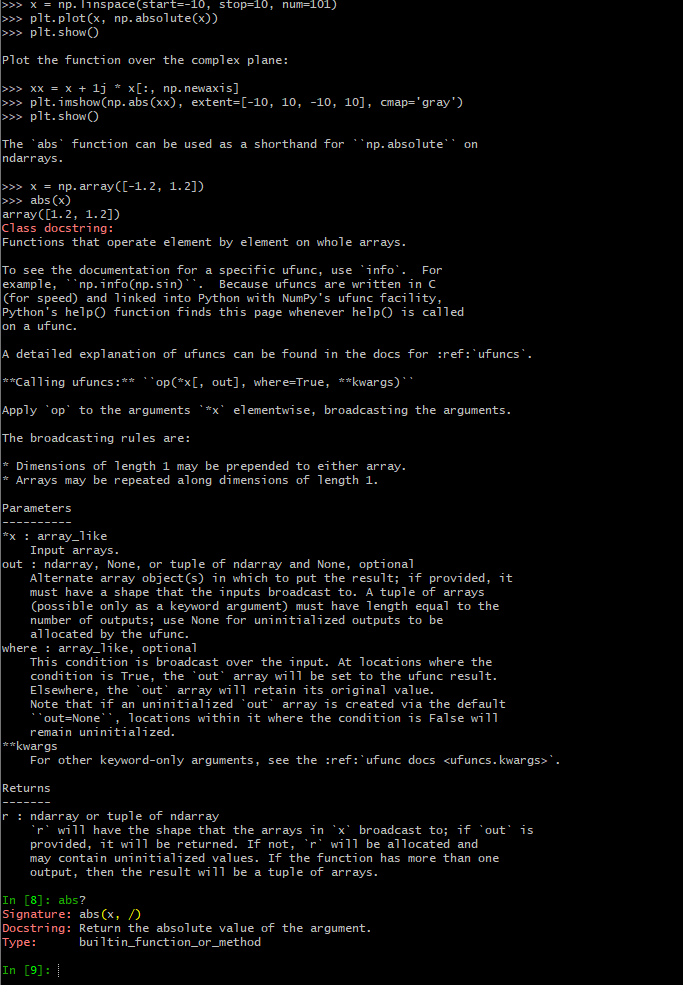 >>> x = np.linspace(start=-10, stop=10, num=101)
>>> plt.plot(x, np.absolute(x))
>>> plt.show()
Plot the function over the complex plane:
>>> xx = x + 1j * x[:, np.newaxis]
>>> plt.imshow(np.abs(xx), extent=[-10, 10, -10, 10], cmap='gray')
>>> plt.show()
The `abs` function can be used as a shorthand for ``np.absolute`` on
ndarrays.
>>> x = np.array([-1.2, 1.2])
>>> abs(x)
array([1.2, 1.2])
Class docstring:
Functions that operate element by element on whole arrays.
To see the documentation for a specific ufunc, use `info`.  For
example, ``np.info(np.sin)``.  Because ufuncs are written in C
(for speed) and linked into Python with NumPy's ufunc facility,
Python's help() function finds this page whenever help() is called
on a ufunc.
A detailed explanation of ufuncs can be found in the docs for :ref:`ufuncs`.
**Calling ufuncs:** ``op(*x[, out], where=True, **kwargs)``
Apply `op` to the arguments `*x` elementwise, broadcasting the arguments.
The broadcasting rules are:
* Dimensions of length 1 may be prepended to either array.
* Arrays may be repeated along dimensions of length 1.
Parameters
----------
*x : array_like
    Input arrays.
out : ndarray, None, or tuple of ndarray and None, optional
    Alternate array object(s) in which to put the result; if provided, it
    must have a shape that the inputs broadcast to. A tuple of arrays
    (possible only as a keyword argument) must have length equal to the
    number of outputs; use None for uninitialized outputs to be
    allocated by the ufunc.
where : array_like, optional
    This condition is broadcast over the input. At locations where the
    condition is True, the `out` array will be set to the ufunc result.
    Elsewhere, the `out` array will retain its original value.
    Note that if an uninitialized `out` array is created via the default
    ``out=None``, locations within it where the condition is False will
    remain uninitialized.
**kwargs
    For other keyword-only arguments, see the :ref:`ufunc docs <ufuncs.kwargs>`.
Returns
-------
r : ndarray or tuple of ndarray
    `r` will have the shape that the arrays in `x` broadcast to; if `out` is
    provided, it will be returned. If not, `r` will be allocated and
    may contain uninitialized values. If the function has more than one
    output, then the result will be a tuple of arrays.
In [8]: abs?
Signature: abs(x, /)
Docstring: Return the absolute value of the argument.
Type:      builtin_function_or_method
In [9]: